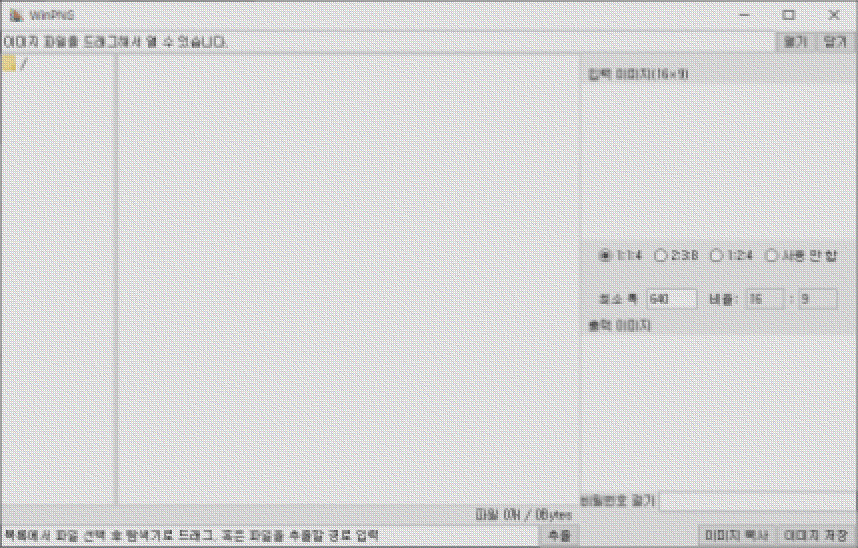 WinPNG
이미지 파일을 드래그해서 열 수 있습니다.
열기 닫기
/
입력 이미지(16×9)
1:1:4 2:3:8 1:2:4 사용 안 함
최소 폭 640 비율: 16 : 9
출력 이미지
파일 0개 / 0Bytes
비밀번호 걸기
목록에서 파일 선택 후 탐색기로 드래그, 혹은 파일을 추출할 경로 입력
추출
이미지 복사 이미지 저장